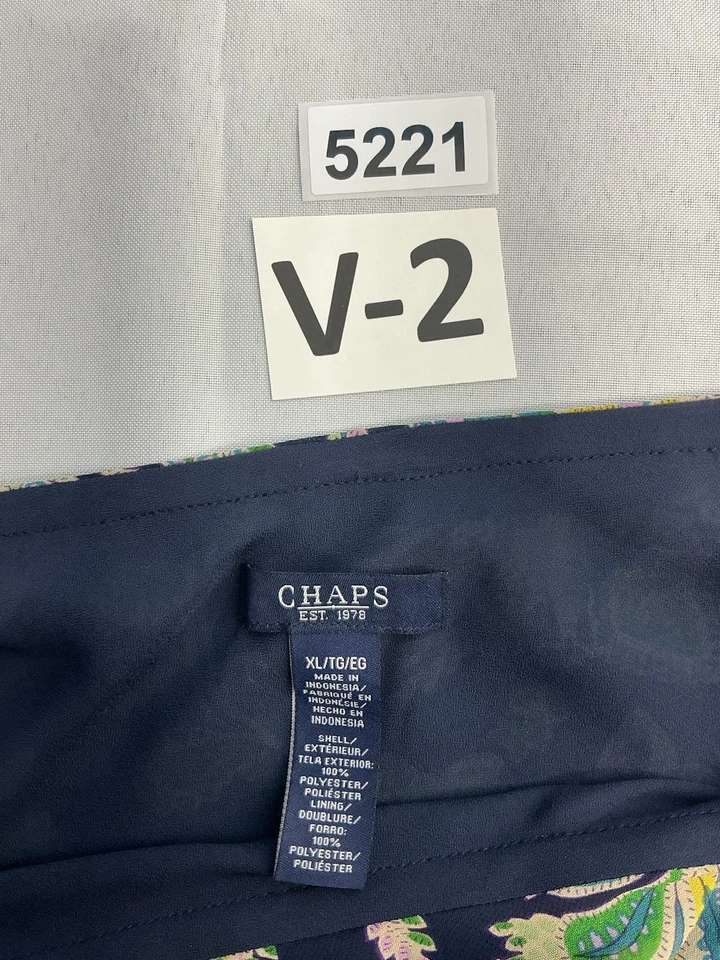 5221
V-2
CHAPS
EST. 1978
XL/TG/EG
MADE IN
INDONESIA/
FABRIQUÉ EN
INDONÉSIE/
HECHO EN
INDONESIA
SHELL/
EXTÉRIEUR/
TELA EXTERIOR:
100%
POLYESTER/
POLIÉSTER
LINING/
DOUBLURE/
FORRO:
100%
POLYESTER/
POLIÉSTER